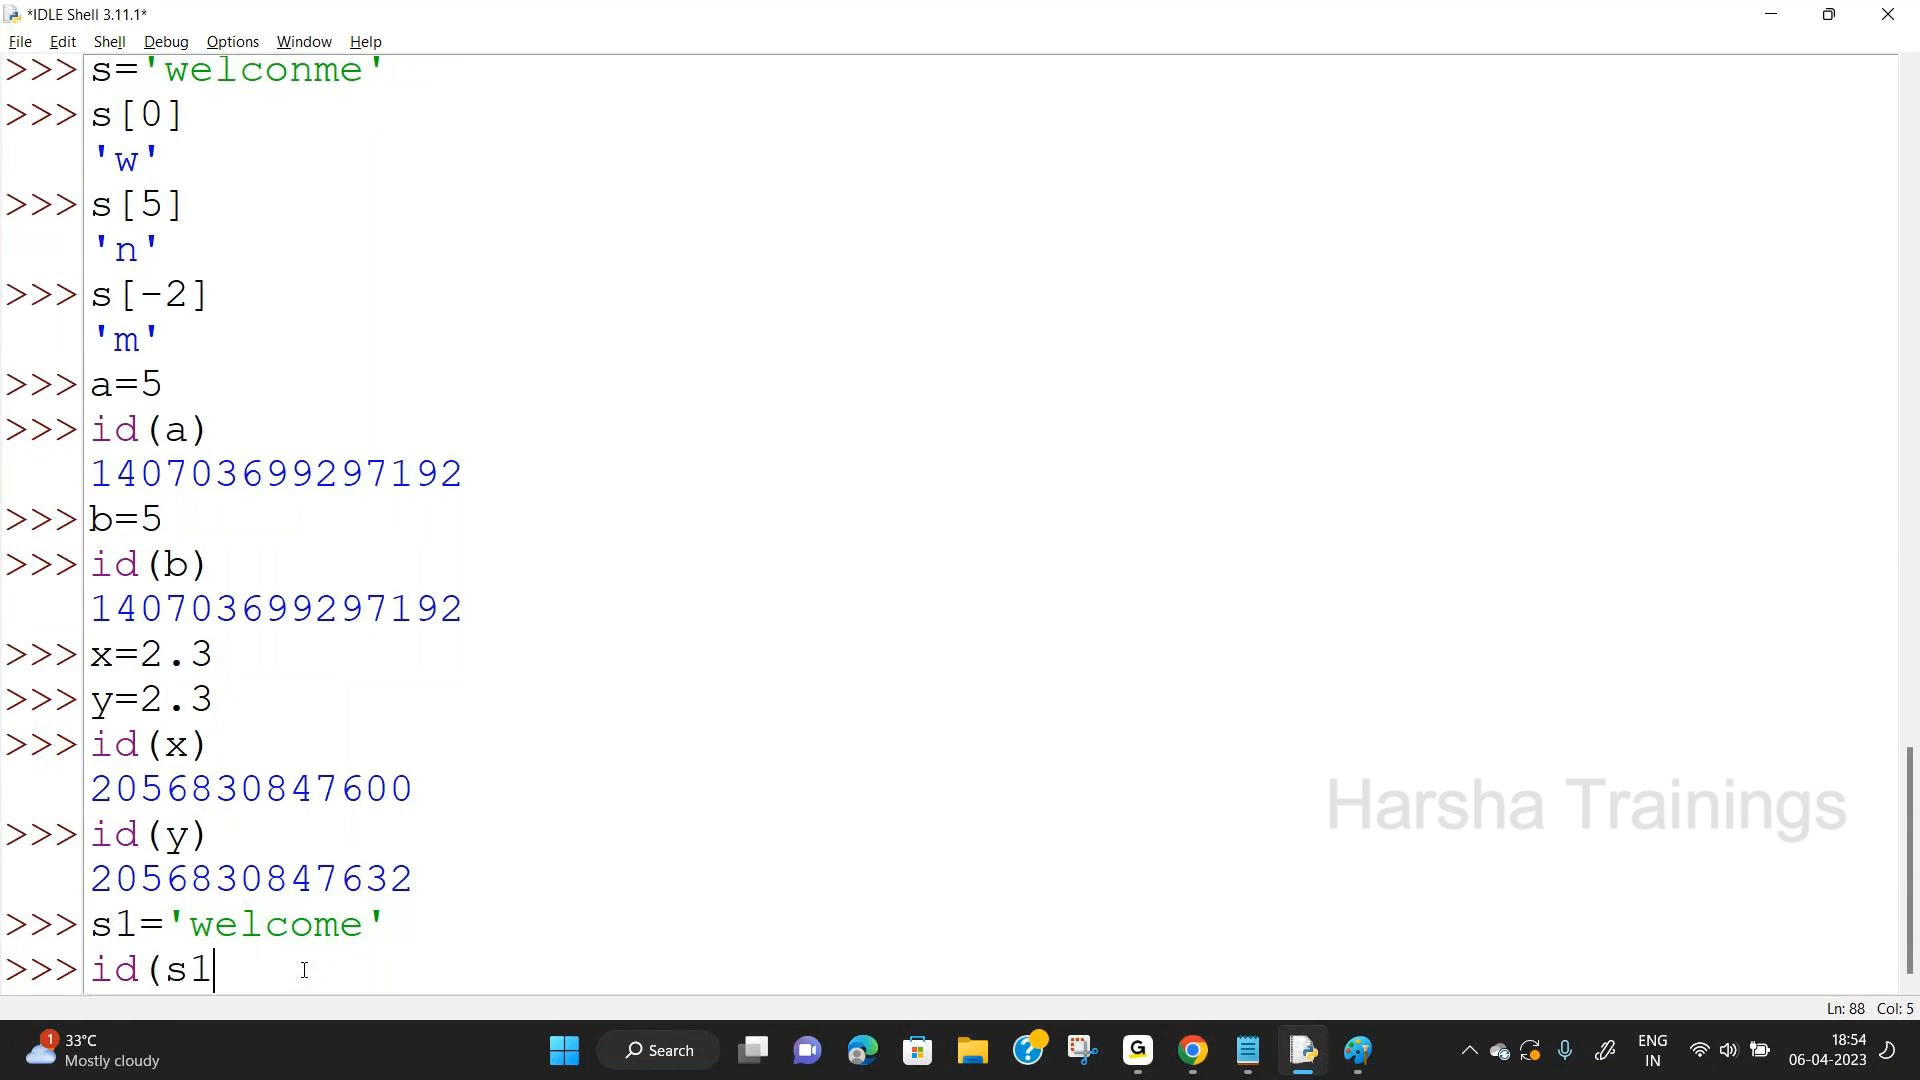 *IDLE Shell 3.11.1*
File Edit Shell Debug Options Window Help
>>> s='welconme'
>>> s[0]
'w'
>>> s[5]
'n'
>>> s[-2]
'm'
>>> a=5
>>> id(a)
140703699297192
>>> b=5
>>> id(b)
140703699297192
>>> x=2.3
>>> y=2.3
>>> id(x)
2056830847600
>>> id(y)
2056830847632
>>> s1='welcome'
>>> id(s1
Harsha Trainings
Ln: 88 Col: 5
1
33°C
Mostly cloudy
Search
G
ENG
IN
18:54
06-04-2023